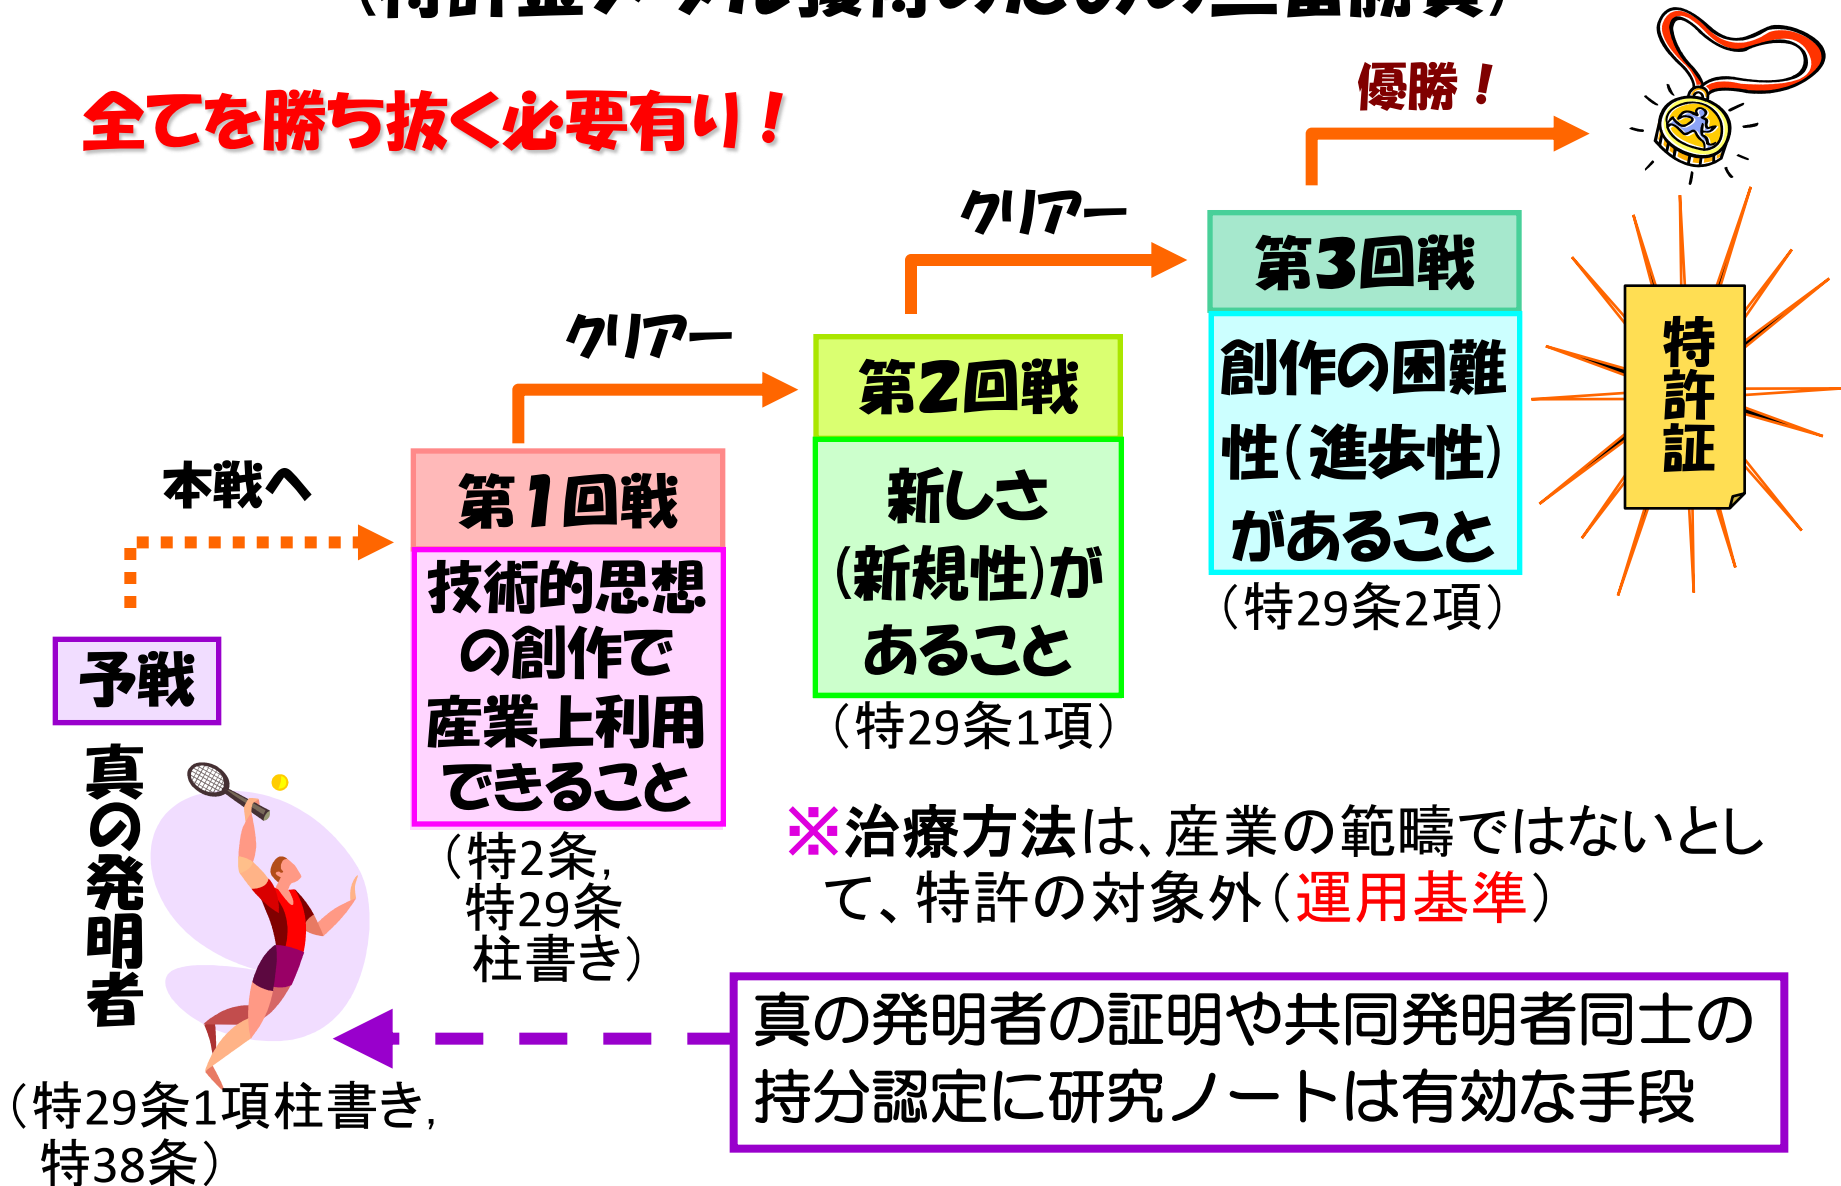 全てを勝ち抜く必要有り！
優勝！
クリアー
クリアー
本戦へ
予戦
真の発明者
（特29条1項柱書き,
特38条）
第1回戦
技術的思想
の創作で
産業上利用
できること
（特2条,
特29条
柱書き）
第2回戦
新しさ
(新規性)が
あること
（特29条1項）
第3回戦
創作の困難
性(進歩性)
があること
（特29条2項）
特許証
※治療方法は、産業の範疇ではないとし
て、特許の対象外（運用基準）
真の発明者の証明や共同発明者同士の
持分認定に研究ノートは有効な手段